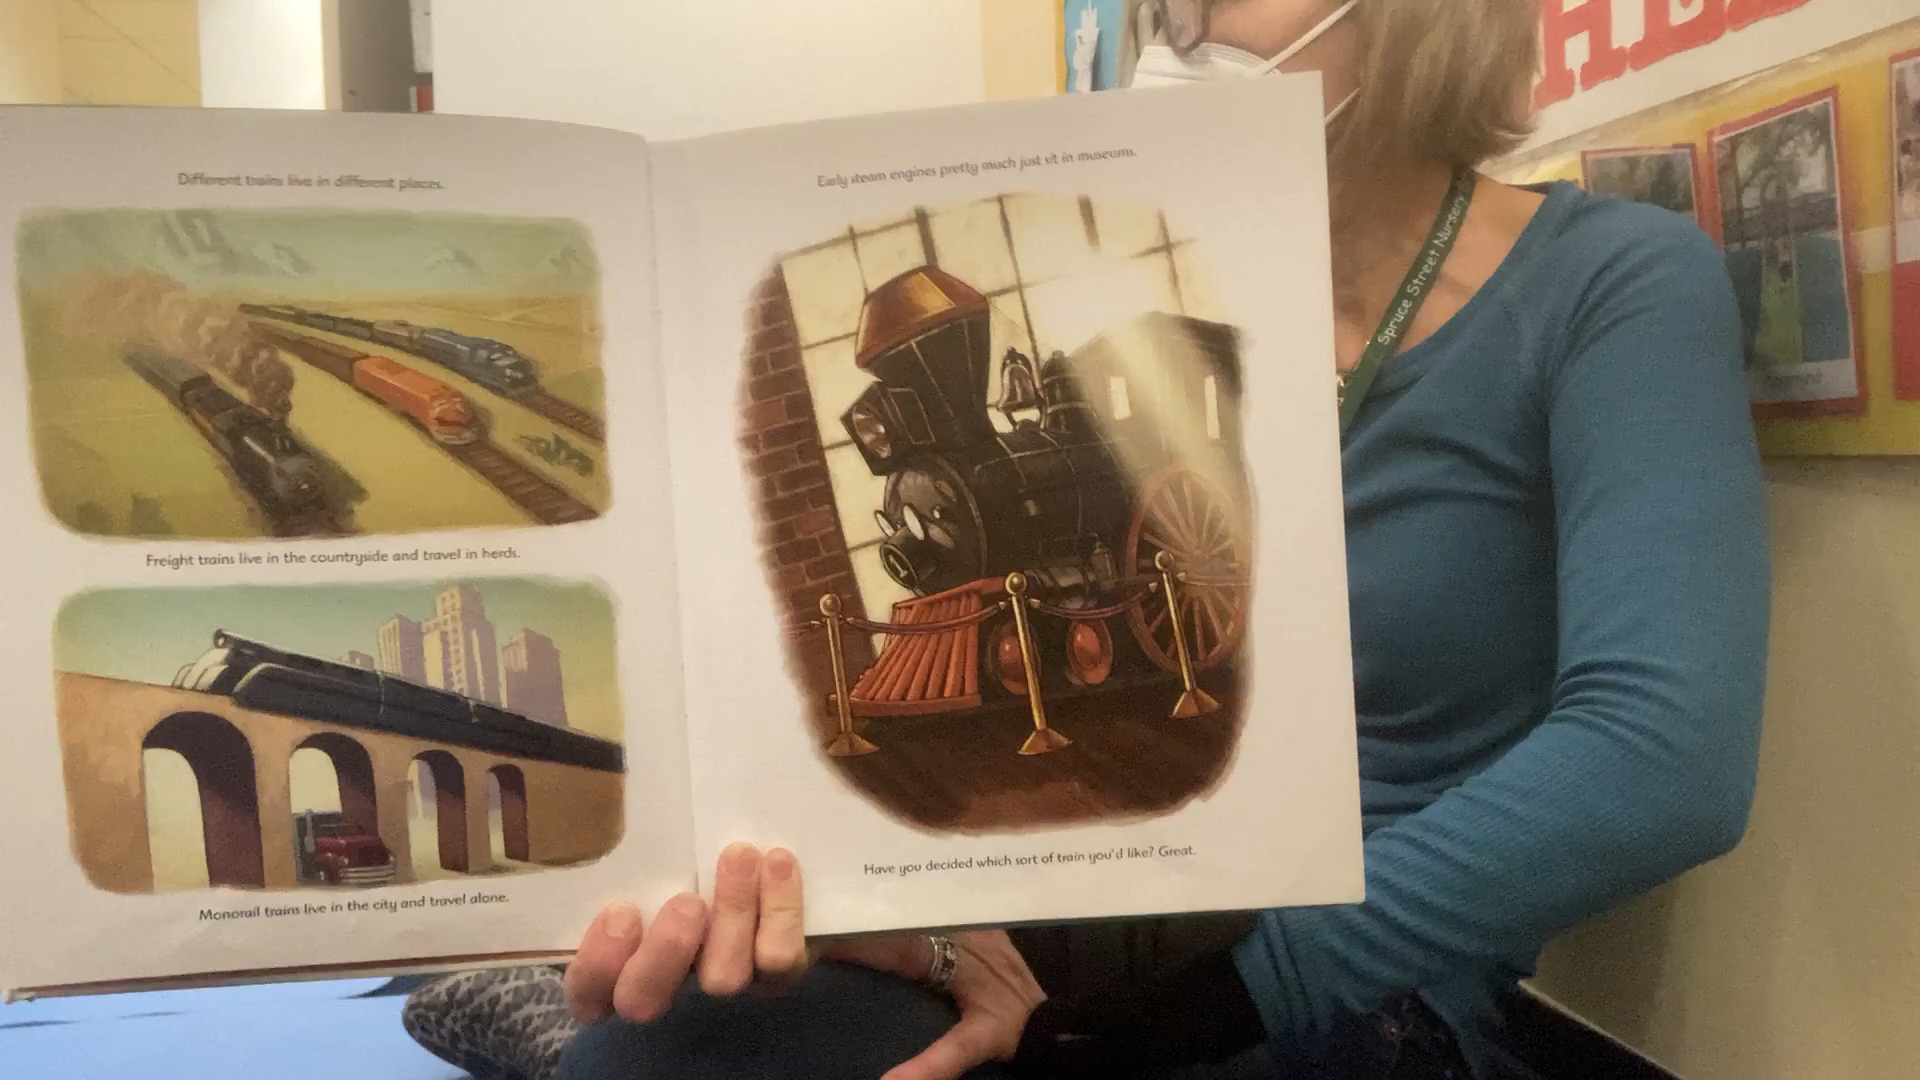 Different trains live in different places.
Freight trains live in the countryside and travel in herds.
Monorail trains live in the city and travel alone.
Early steam engines pretty much just sit in museums.
Have you decided which sort of train you'd like? Great.
Spruce Street Nursery